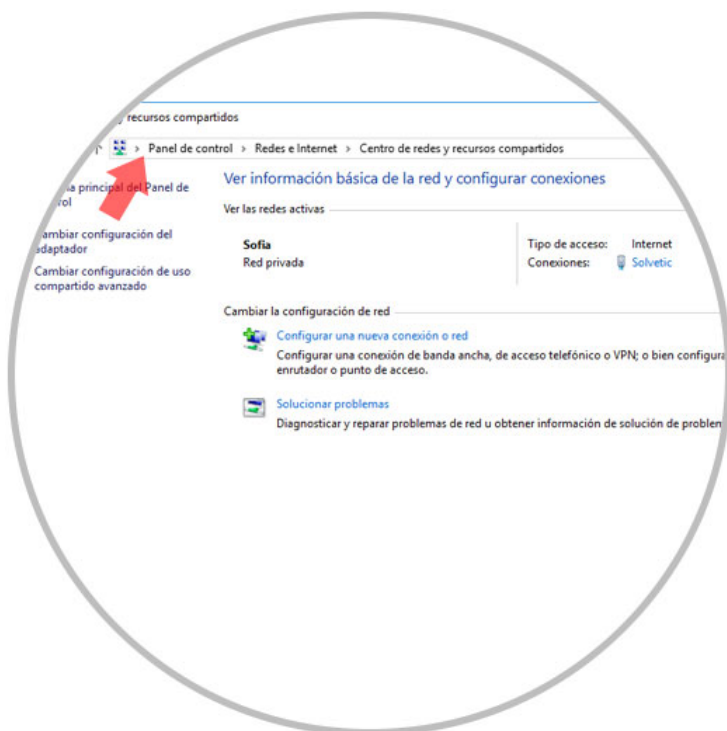 y recursos compartidos
> Panel de control > Redes e Internet > Centro de redes y recursos compartidos
principal del Panel de
Ver información básica de la red y configurar conexiones
Ver las redes activas
Cambiar configuración del
adaptador
Cambiar configuración de uso
compartido avanzado
Sofia
Red privada
Tipo de acceso: Internet
Conexiones: Solvetic
Cambiar la configuración de red
Configurar una nueva conexión o red
Configurar una conexión de banda ancha, de acceso telefónico o VPN; o bien configura
enrutador o punto de acceso.
Solucionar problemas
Diagnosticar y reparar problemas de red u obtener información de solución de problem